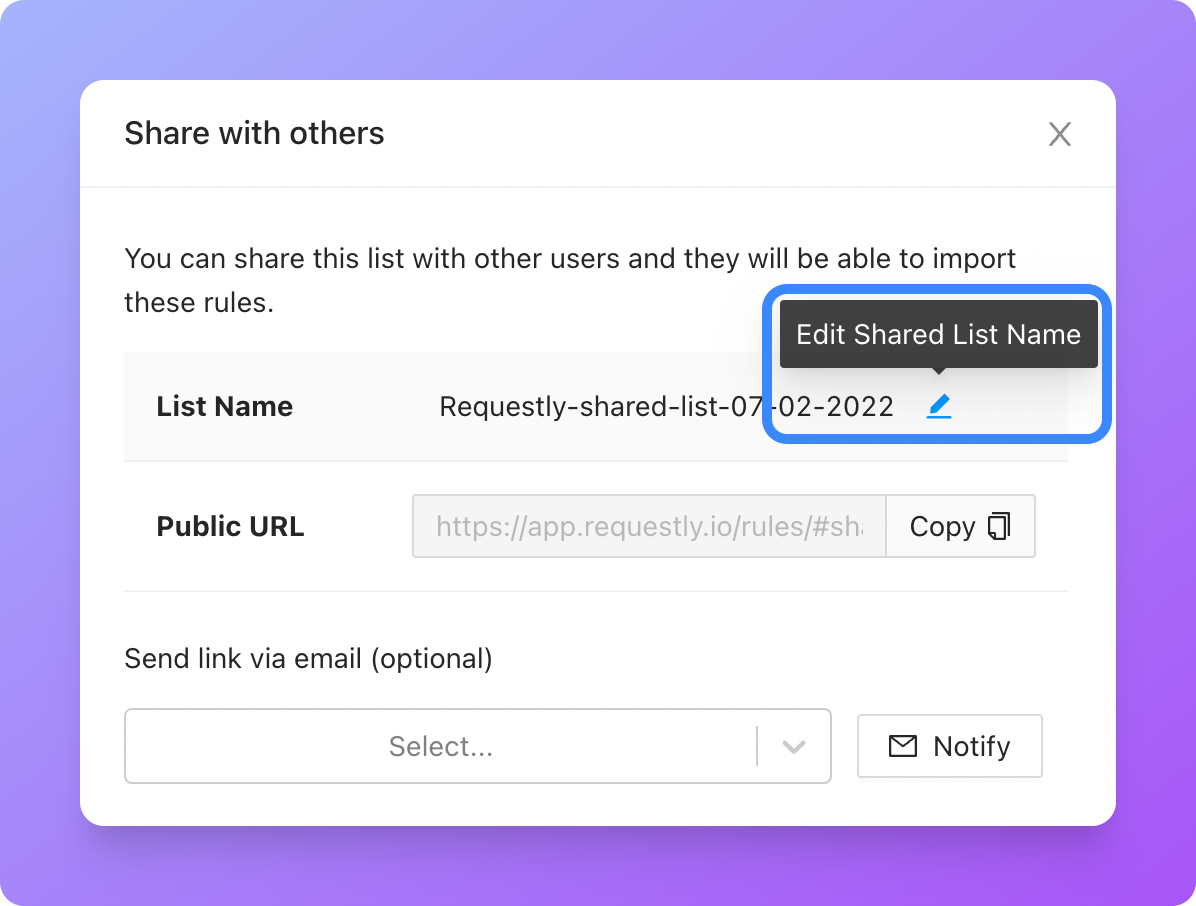 Share with others
You can share this list with other users and they will be able to import
these rules.
Edit Shared List Name
List Name Requestly-shared-list-07-02-2022
Public URL https://app.requestly.io/rules/#sha Copy
Send link via email (optional)
Select... Notify